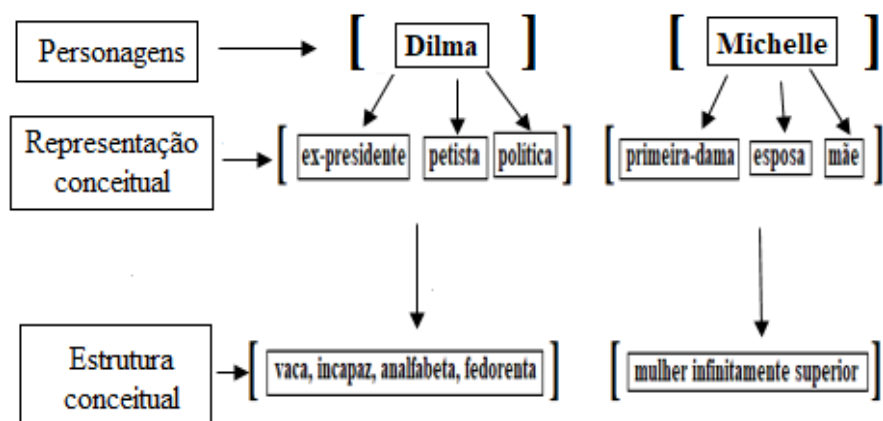 Personagens
[ Dilma ]
[ Michelle ]
Representação
conceitual
[ ex-presidente petista política ]
[ primeira-dama esposa mãe ]
Estrutura
conceitual
[ vaca, incapaz, analfabeta, fedorenta ]
[ mulher infinitamente superior ]